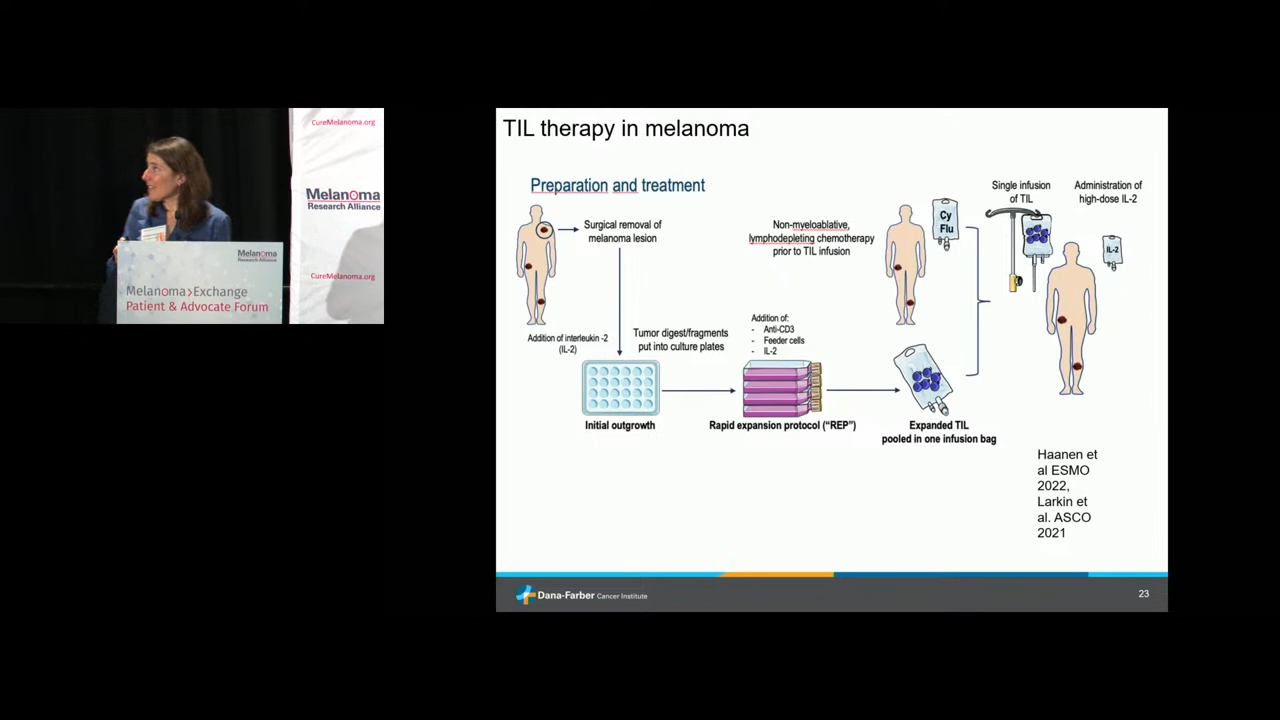 CureMelanoma.org
Melanoma
Research Alliance
Melanoma
Research Alliance
Melanoma>Exchange
Patient & Advocate Forum
CureMelanoma.org
TIL therapy in melanoma
Preparation and treatment
Surgical removal of
melanoma lesion
Non-myeloablative,
lymphodepleting chemotherapy
prior to TIL infusion
Cy
Flu
Single infusion
of TIL
Administration of
high-dose IL-2
IL-2
Addition of interleukin -2
(IL-2)
Tumor digest/fragments
put into culture plates
Addition of:
- Anti-CD3
- Feeder cells
- IL-2
Initial outgrowth
Rapid expansion protocol (“REP”)
Expanded TIL
pooled in one infusion bag
Haanen et
al ESMO
2022,
Larkin et
al. ASCO
2021
Dana-Farber Cancer Institute
23